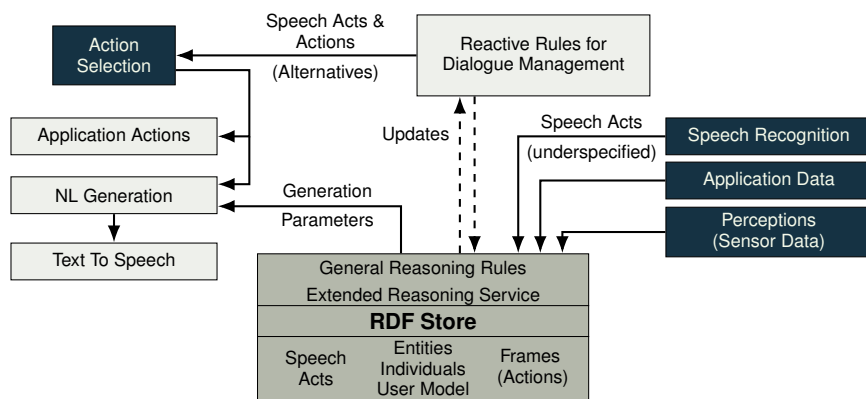 Action
Selection
Speech Acts &
Actions
(Alternatives)
Reactive Rules for
Dialogue Management
Application Actions
Updates
Speech Acts
(underspecified)
Speech Recognition
NL Generation
Generation
Parameters
Application Data
Text To Speech
Perceptions
(Sensor Data)
General Reasoning Rules
Extended Reasoning Service
RDF Store
Speech
Acts
Entities
Individuals
User Model
Frames
(Actions)